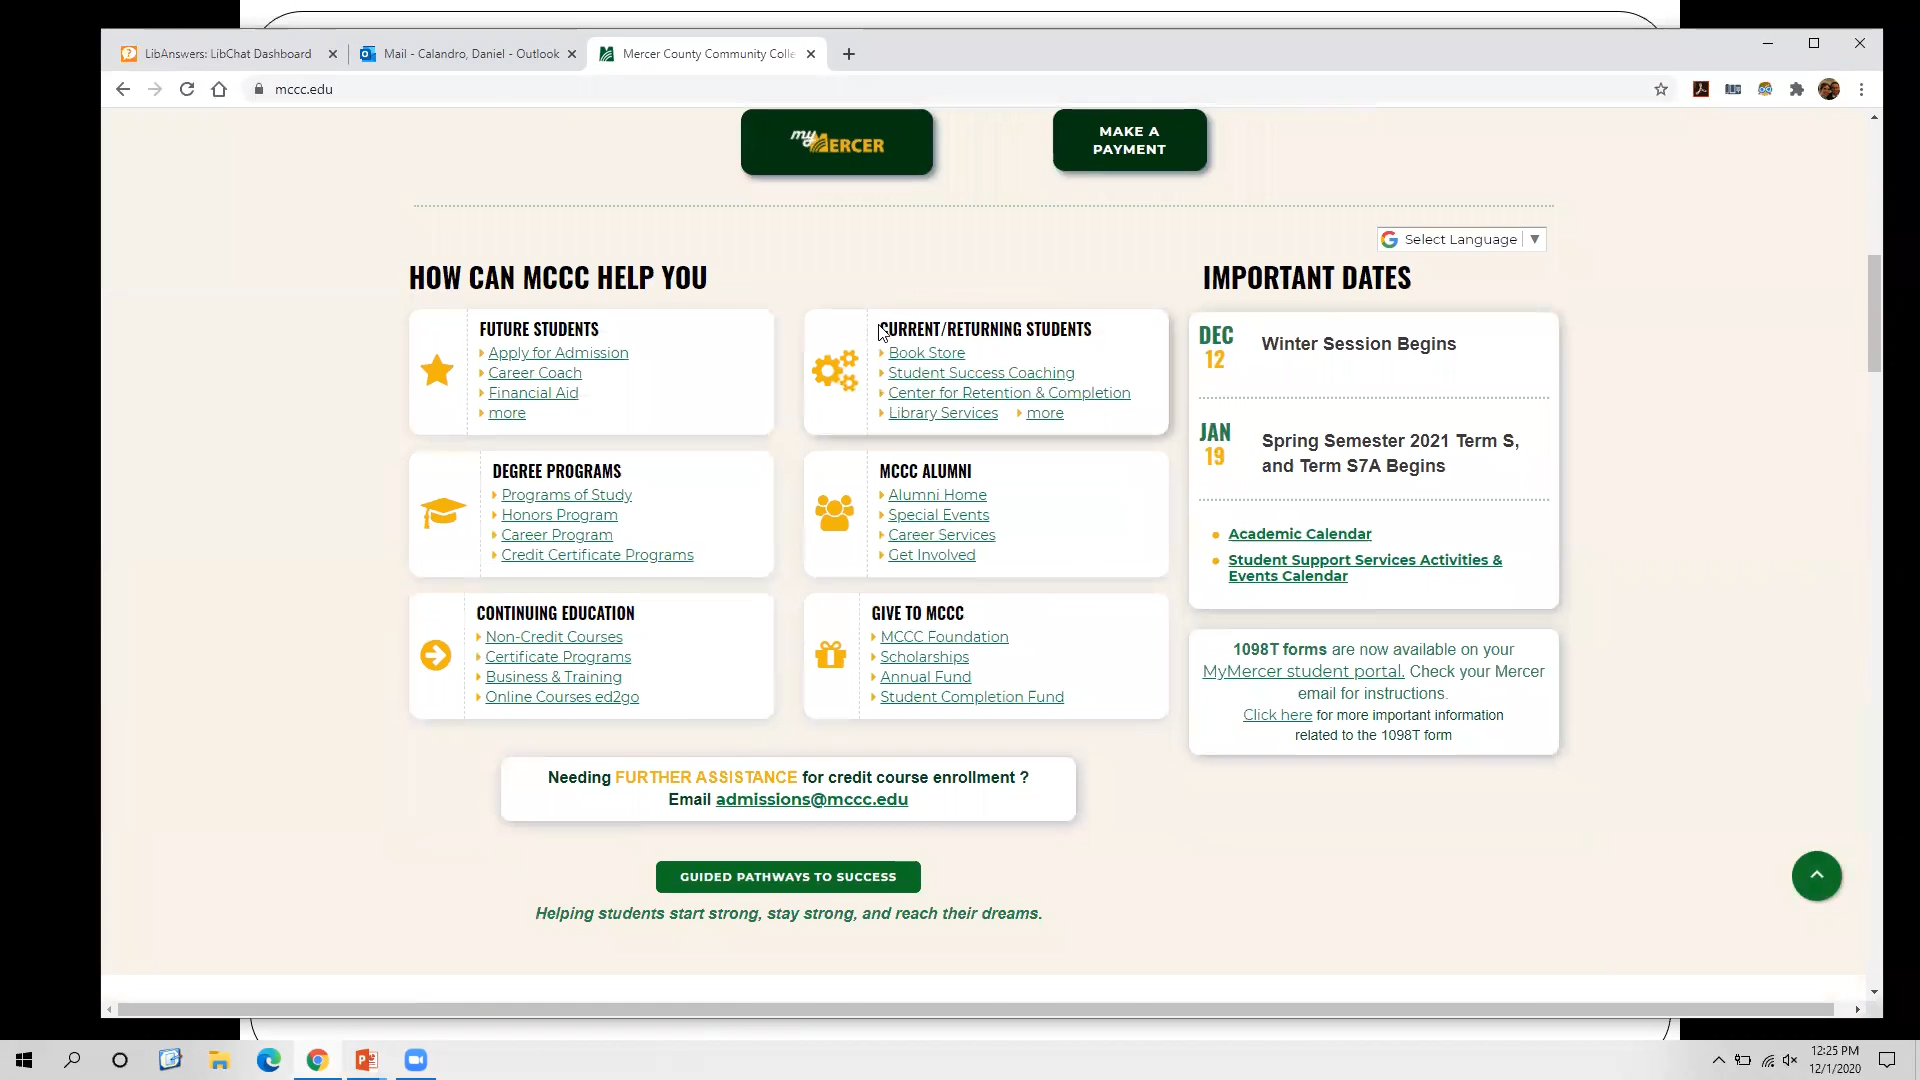 LibAnswers: LibChat Dashboard
Mail - Calandro, Daniel - Outlook
Mercer County Community Colle
mccc.edu
my MERCER
MAKE A
PAYMENT
Select Language ▼
HOW CAN MCCC HELP YOU
IMPORTANT DATES
FUTURE STUDENTS
Apply for Admission
Career Coach
Financial Aid
more
CURRENT/RETURNING STUDENTS
Book Store
Student Success Coaching
Center for Retention & Completion
Library Services more
DEC
12
Winter Session Begins
JAN
19
Spring Semester 2021 Term S,
and Term S7A Begins
Academic Calendar
Student Support Services Activities &
Events Calendar
DEGREE PROGRAMS
Programs of Study
Honors Program
Career Program
Credit Certificate Programs
MCCC ALUMNI
Alumni Home
Special Events
Career Services
Get Involved
CONTINUING EDUCATION
Non-Credit Courses
Certificate Programs
Business & Training
Online Courses ed2go
GIVE TO MCCC
MCCC Foundation
Scholarships
Annual Fund
Student Completion Fund
1098T forms are now available on your
MyMercer student portal. Check your Mercer
email for instructions.
Click here for more important information
related to the 1098T form
Needing FURTHER ASSISTANCE for credit course enrollment ?
Email admissions@mccc.edu
GUIDED PATHWAYS TO SUCCESS
Helping students start strong, stay strong, and reach their dreams.
12:25 PM
12/1/2020